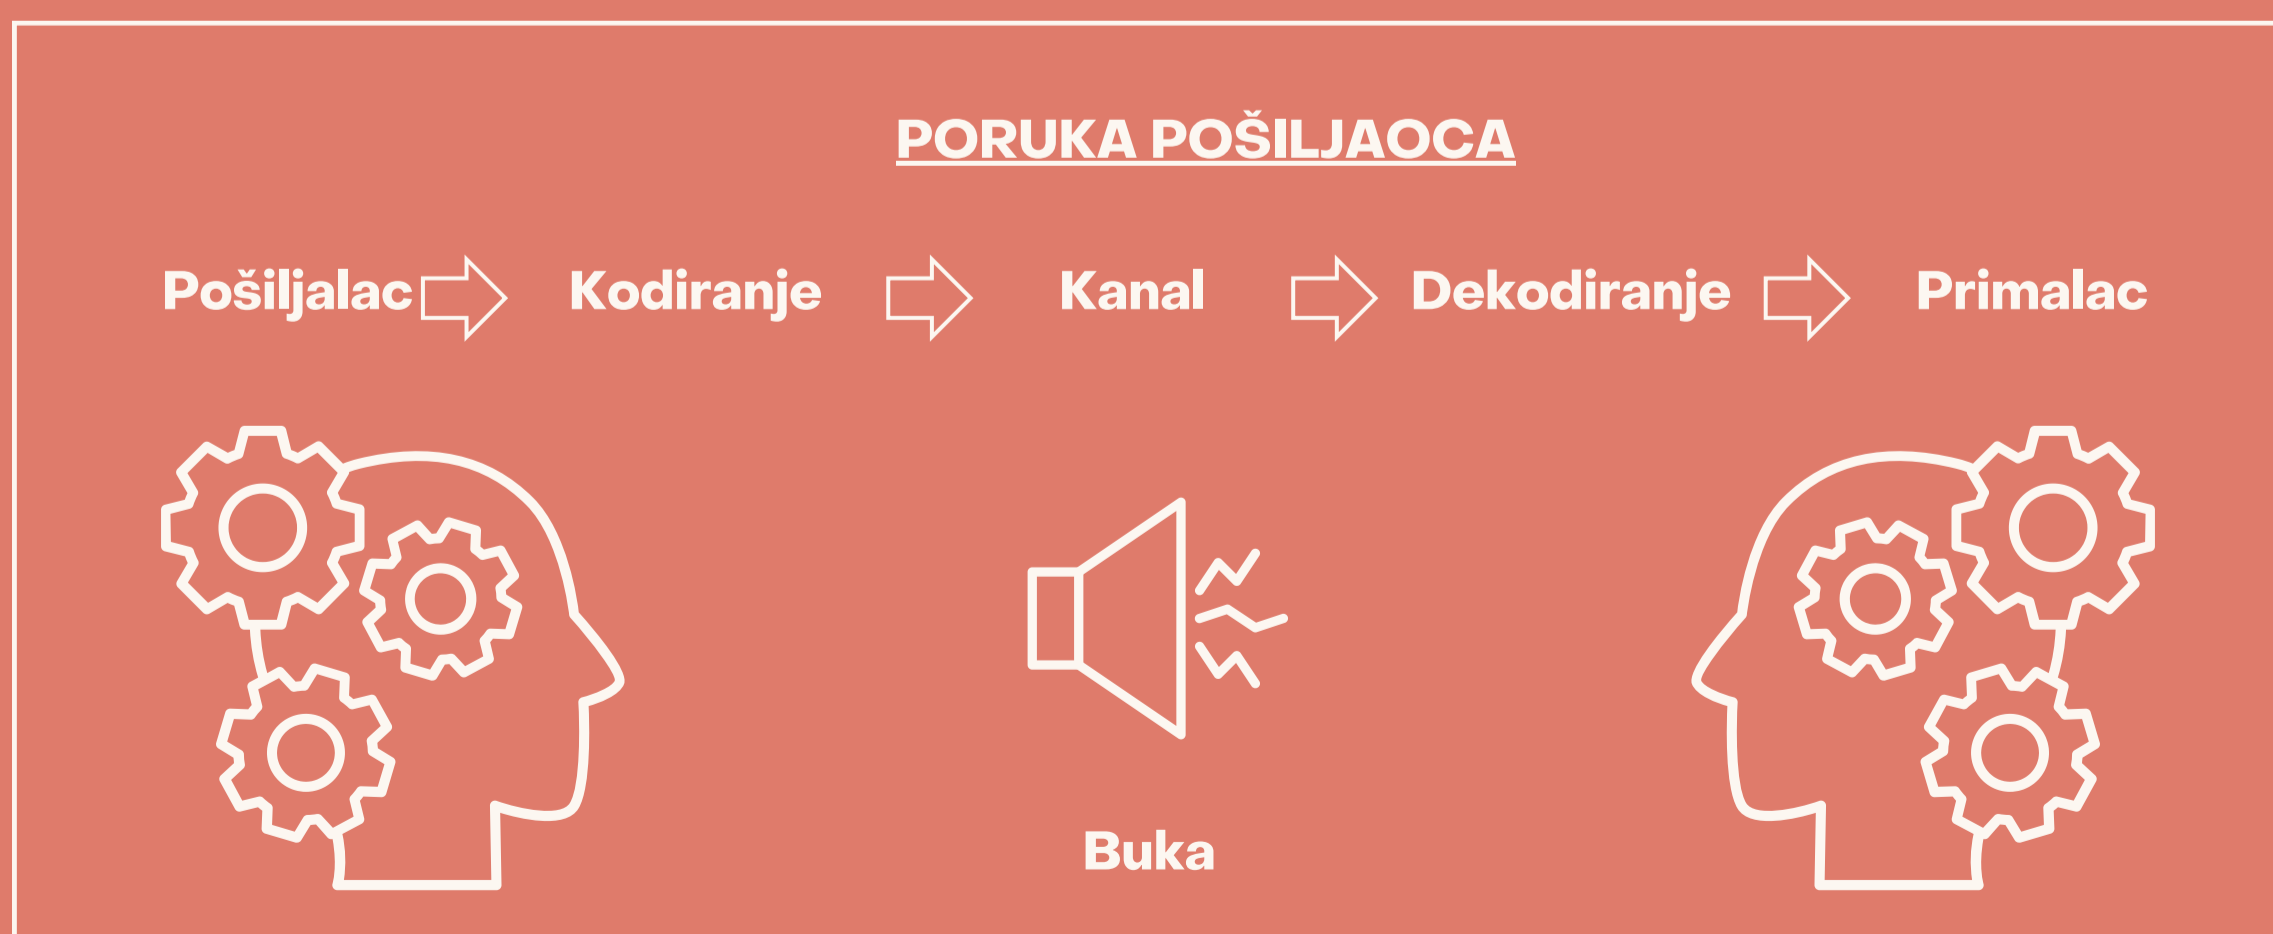 PORUKA POŠILJAOCA
Pošiljalac Kodiranje Kanal Dekodiranje Primalac
Buka